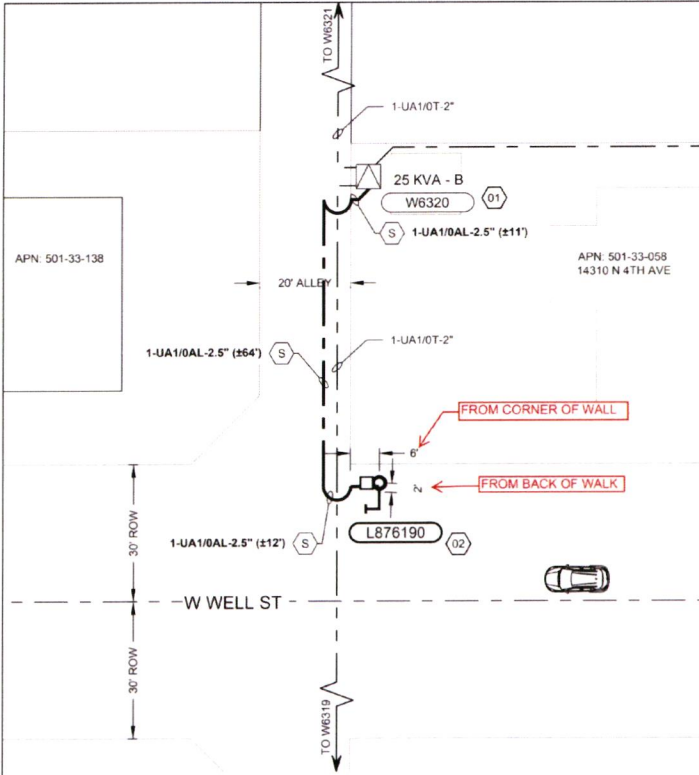 TO W6321
1-UA1/0T-2"
25 KVA - B
W6320
01
S
1-UA1/0AL-2.5" (±11')
APN: 501-33-138
APN: 501-33-058
14310 N 4TH AVE
20' ALLEY
1-UA1/0AL-2.5" (±64')
S
1-UA1/0T-2"
FROM CORNER OF WALL
6'
2'
FROM BACK OF WALK
30' ROW
1-UA1/0AL-2.5" (±12')
S
L876190
02
W WELL ST
30' ROW
TO W6319